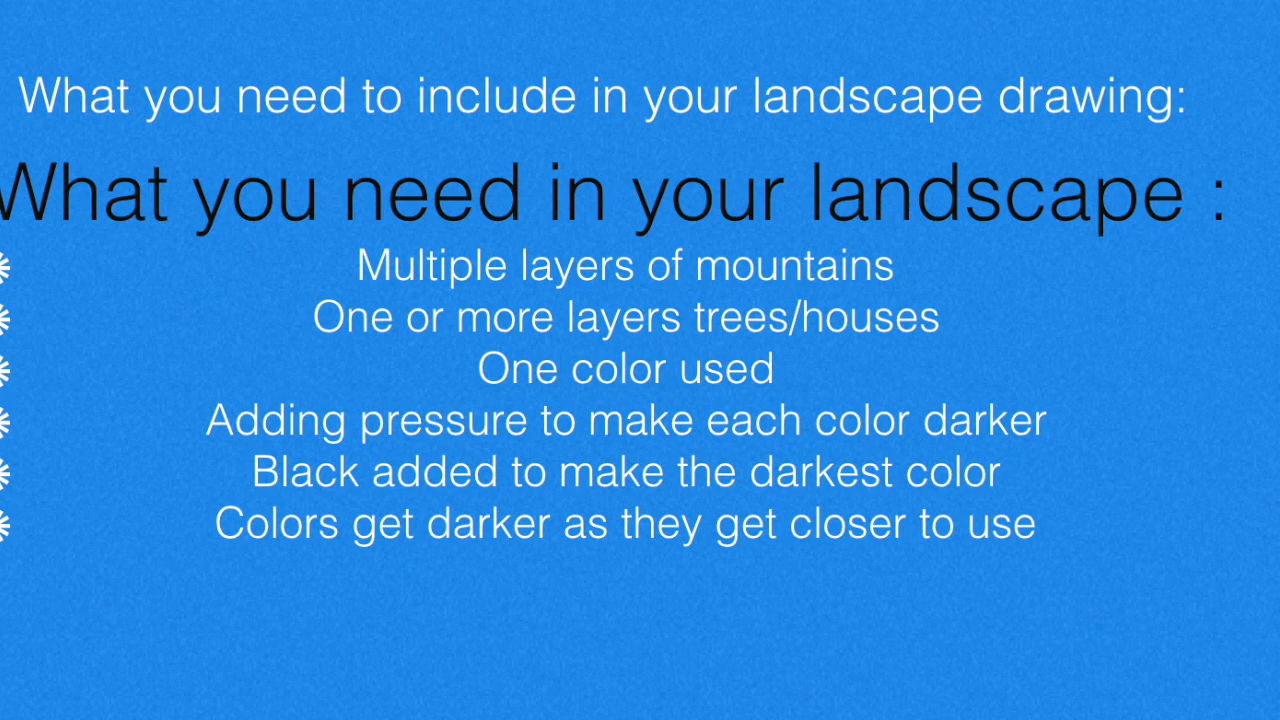 What you need to include in your landscape drawing:
What you need in your landscape :
Multiple layers of mountains
One or more layers trees/houses
One color used
Adding pressure to make each color darker
Black added to make the darkest color
Colors get darker as they get closer to use